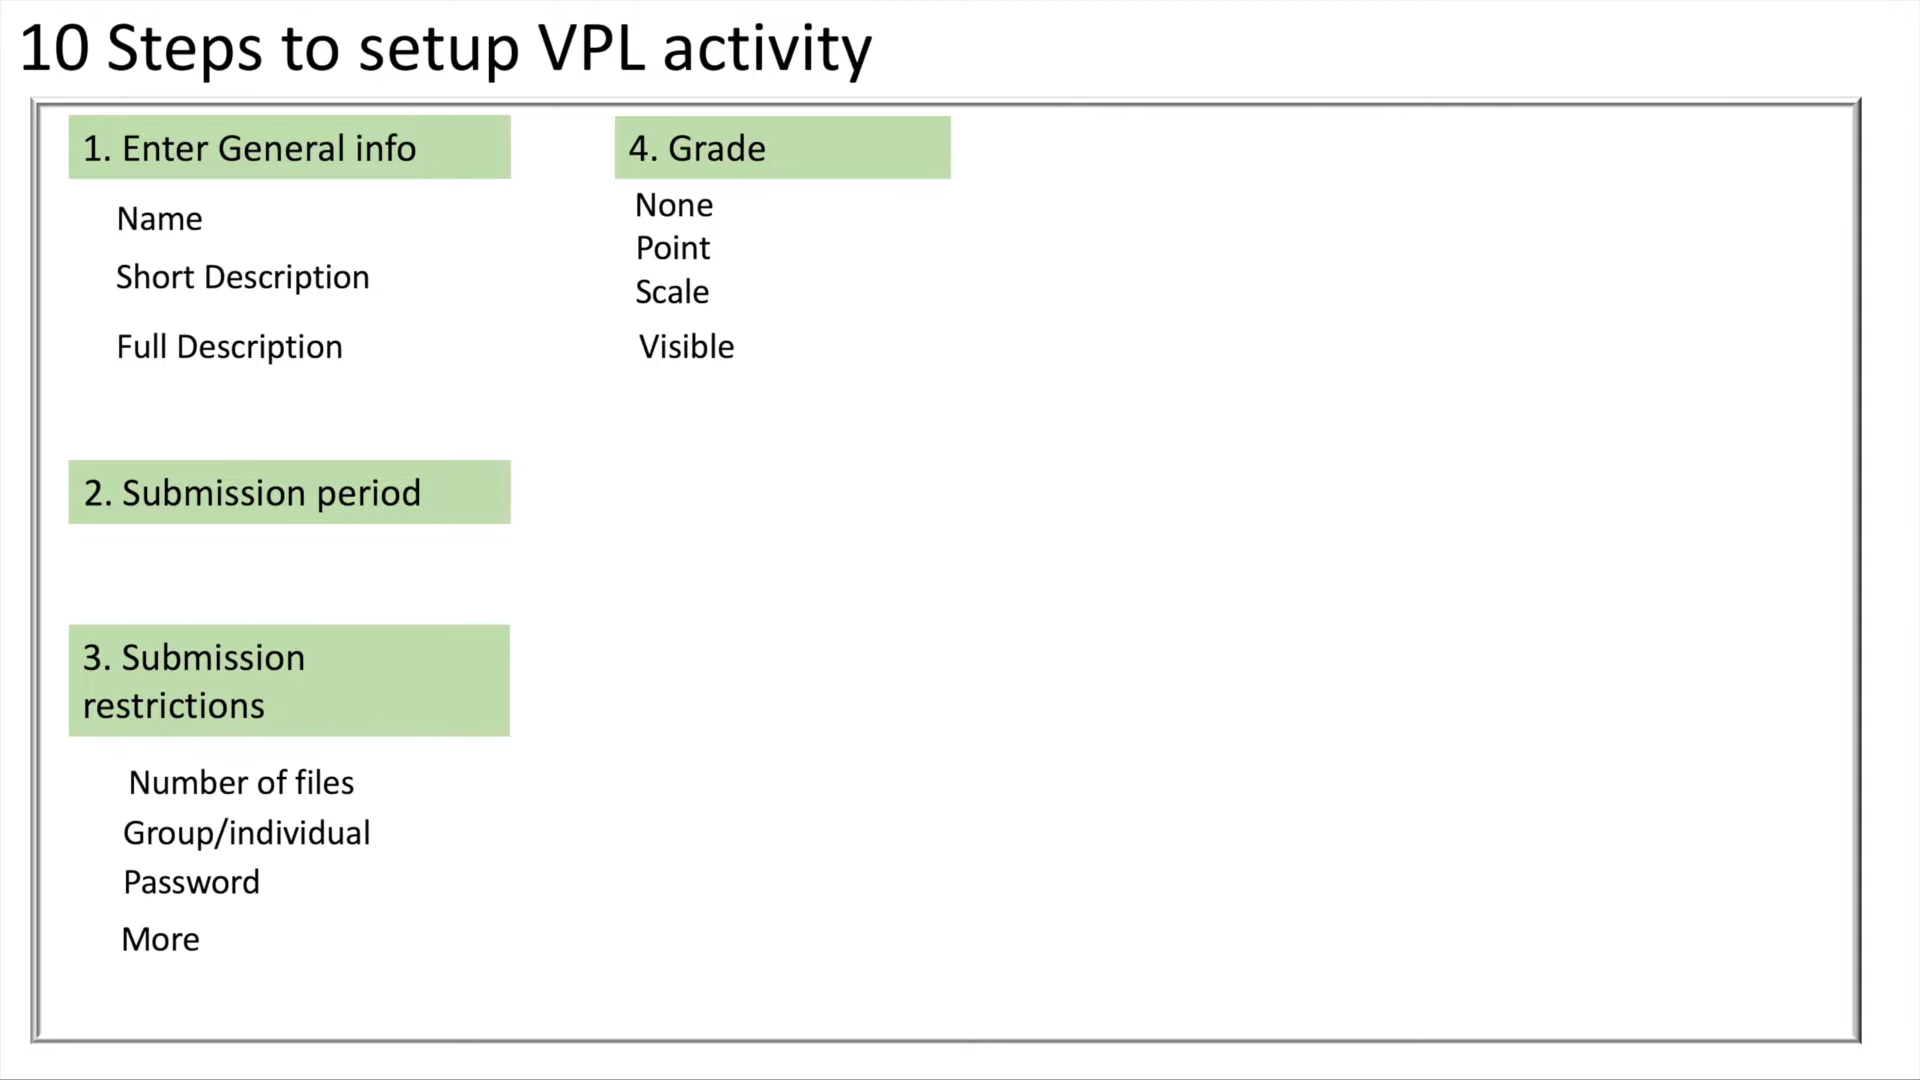 10 Steps to setup VPL activity
1. Enter General info
Name
Short Description
Full Description
2. Submission period
3. Submission
restrictions
Number of files
Group/individual
Password
More
4. Grade
None
Point
Scale
Visible